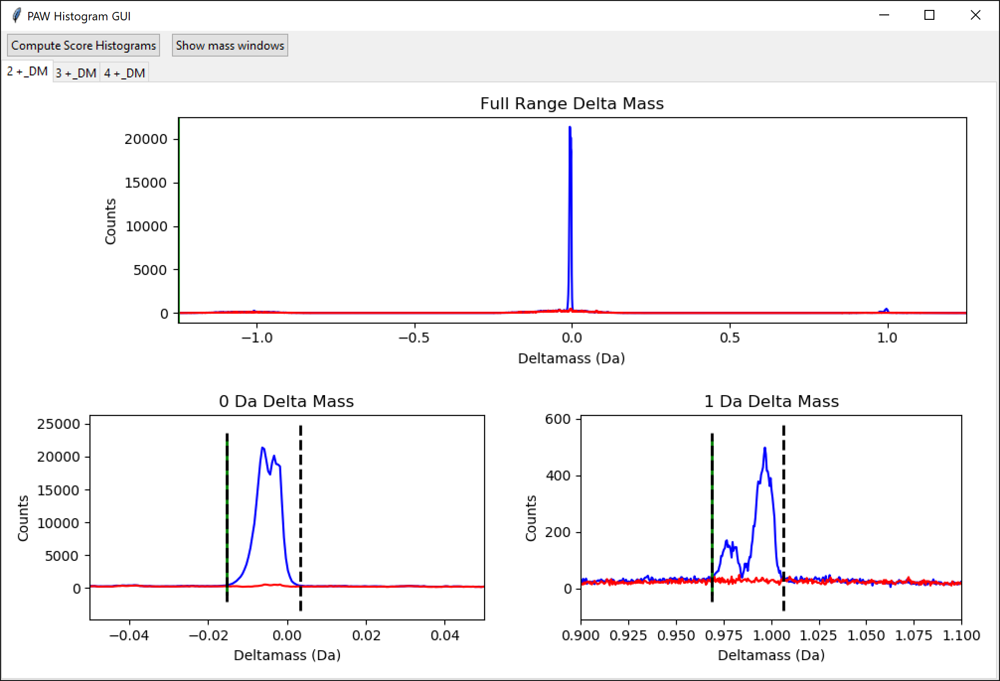 PAW Histogram GUI
Compute Score Histograms Show mass windows
2 +_DM 3 +_DM 4 +_DM
Full Range Delta Mass
20000
15000
10000
5000
0
Counts
−1.0 −0.5 0.0 0.5 1.0
Deltamass (Da)
0 Da Delta Mass
25000
20000
15000
10000
5000
0
Counts
−0.04 −0.02 0.00 0.02 0.04
Deltamass (Da)
1 Da Delta Mass
600
400
200
0
Counts
0.900 0.925 0.950 0.975 1.000 1.025 1.050 1.075 1.100
Deltamass (Da)